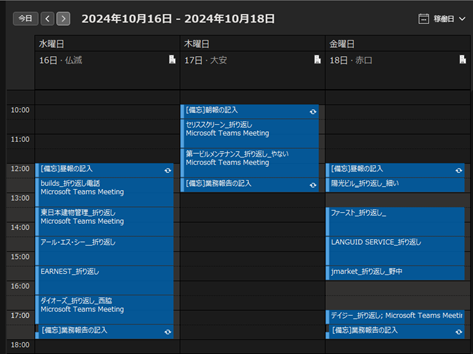 今日
2024年10月16日 - 2024年10月18日
稼働日
水曜日
木曜日
金曜日
16日・仏滅
17日・大安
18日・赤口
10:00
11:00
12:00
13:00
14:00
15:00
16:00
17:00
18:00
[備忘]昼報の記入
builds_折り返し電話
Microsoft Teams Meeting
東日本建物管理_折り返し
Microsoft Teams Meeting
アール・エス・シー__折り返し
EARNEST_折り返し
ダイオーズ_折り返し_西脇
Microsoft Teams Meeting
[備忘]業務報告の記入
[備忘]朝報の記入
セリススクリーン_折り返し
Microsoft Teams Meeting
第一ビルメンテナンス_折り返し_やない
Microsoft Teams Meeting
[備忘]業務報告の記入
[備忘]昼報の記入
陽光ビル_折り返し_細い
ファースト_折り返し_
LANGUID SERVICE_折り返し
jmarket_折り返し_野中
デイジー_折り返し; Microsoft Teams Meetin
[備忘]業務報告の記入